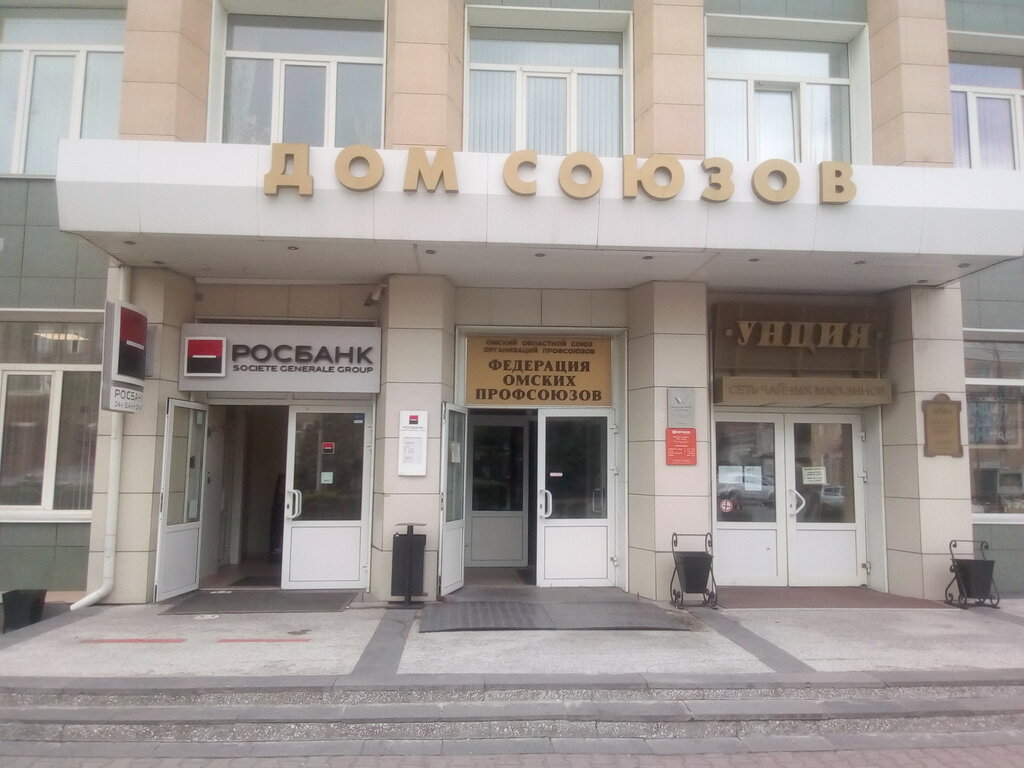 ДОМ СОЮЗОВ
РОСБАНК
SOCIETE GENERALE GROUP
РОСБАНК
ОМСКИЙ ОБЛАСТНОЙ СОЮЗ
ОРГАНИЗАЦИЙ ПРОФСОЮЗОВ
ФЕДЕРАЦИЯ
ОМСКИХ
ПРОФСОЮЗОВ
·УНЦИЯ·
СЕТЬ ЧАЙНЫХ МАГАЗИНОВ
РОСБАНК